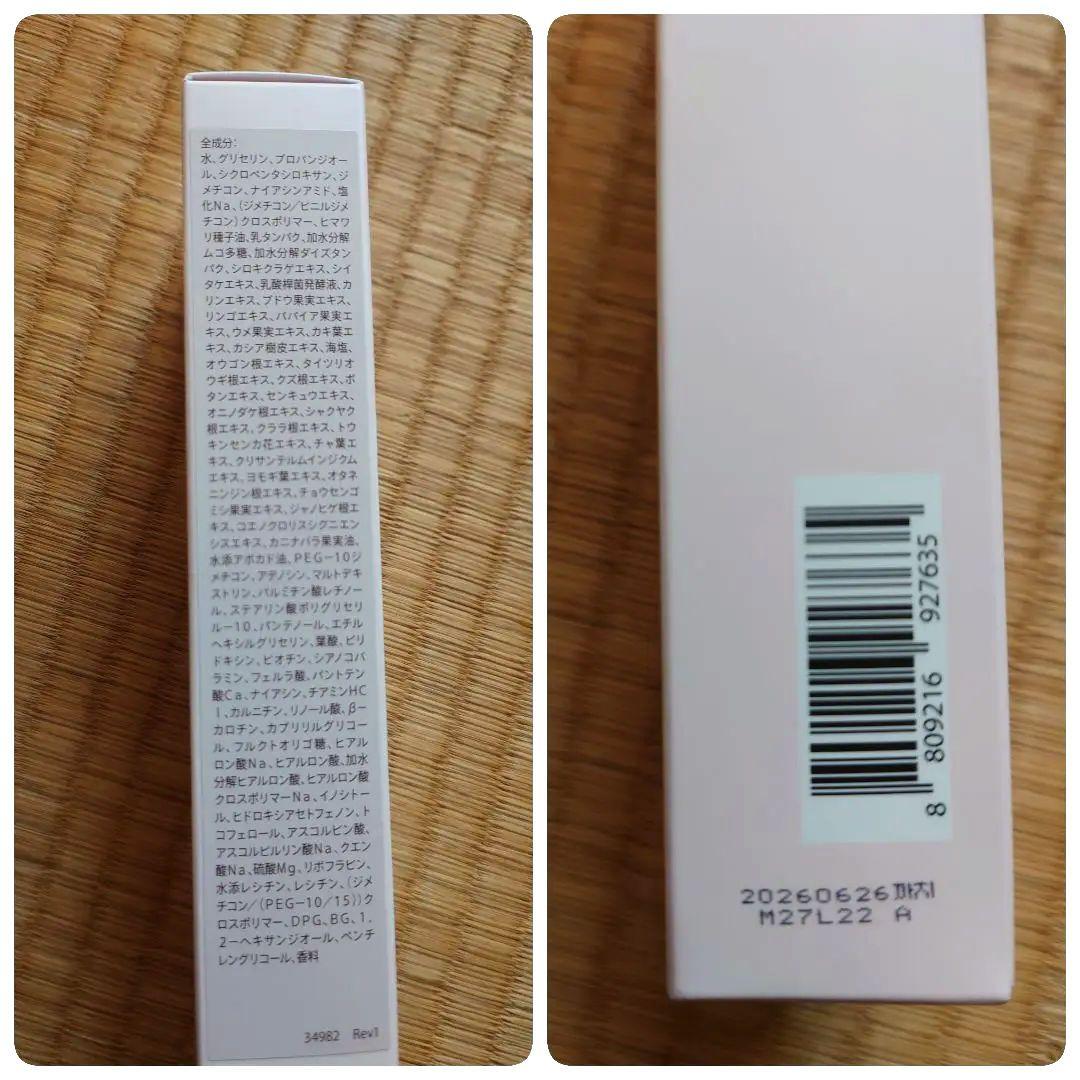 全成分:
水、グリセリン、プロパンジオー
ル、シクロペンタシロキサン、ジ
メチコン、ナイアシンアミド、塩
化Na、(ジメチコン/ビニルジメ
チコン)クロスポリマー、ヒマワ
リ種子油、乳タンパク、加水分解
ムコ多糖、加水分解ダイズタン
パク、シロキクラゲエキス、シイ
タケエキス、乳酸桿菌発酵液、カ
リンエキス、ブドウ果実エキス、
リンゴエキス、パパイア果実エ
キス、ウメ果実エキス、カキ葉エ
キス、カシア樹皮エキス、海塩、
オウゴン根エキス、タイツリオ
ウギ根エキス、クズ根エキス、ボ
タンエキス、センキュウエキス、
オニノダケ根エキス、シャクヤク
根エキス、クララ根エキス、トウ
キンセンカ花エキス、チャ葉エ
キス、クリサンテルムインジクム
エキス、ヨモギ葉エキス、オタネ
ニンジン根エキス、チョウセンゴ
ミシ果実エキス、ジャノヒゲ根エ
キス、コエノクロリスシグニエン
シスエキス、カニナバラ果実油、
水添アボカド油、PEG-10ジ
メチコン、アデノシン、マルトデキ
ストリン、パルミチン酸レチノー
ル、ステアリン酸ポリグリセリ
ル-10、パンテノール、エチル
ヘキシルグリセリン、葉酸、ピリ
ドキシン、ビオチン、シアノコバ
ラミン、フェルラ酸、パントテン
酸Ca、ナイアシン、チアミンHC
l、カルニチン、リノール酸、β-
カロチン、カプリリルグリコー
ル、フルクトオリゴ糖、ヒアル
ロン酸Na、ヒアルロン酸、加水
分解ヒアルロン酸、ヒアルロン酸
クロスポリマーNa、イノシトー
ル、ヒドロキシアセトフェノン、ト
コフェロール、アスコルビン酸、
アスコルビルリン酸Na、クエン
酸Na、硫酸Mg、リボフラビン、
水添レシチン、レシチン、(ジメ
チコン/(PEG-10/15))ク
ロスポリマー、DPG、BG、1,
2-ヘキサンジオール、ペンチ
レングリコール、香料
34982 Rev1
8 809216 927635
20260626까지
M27L22 A